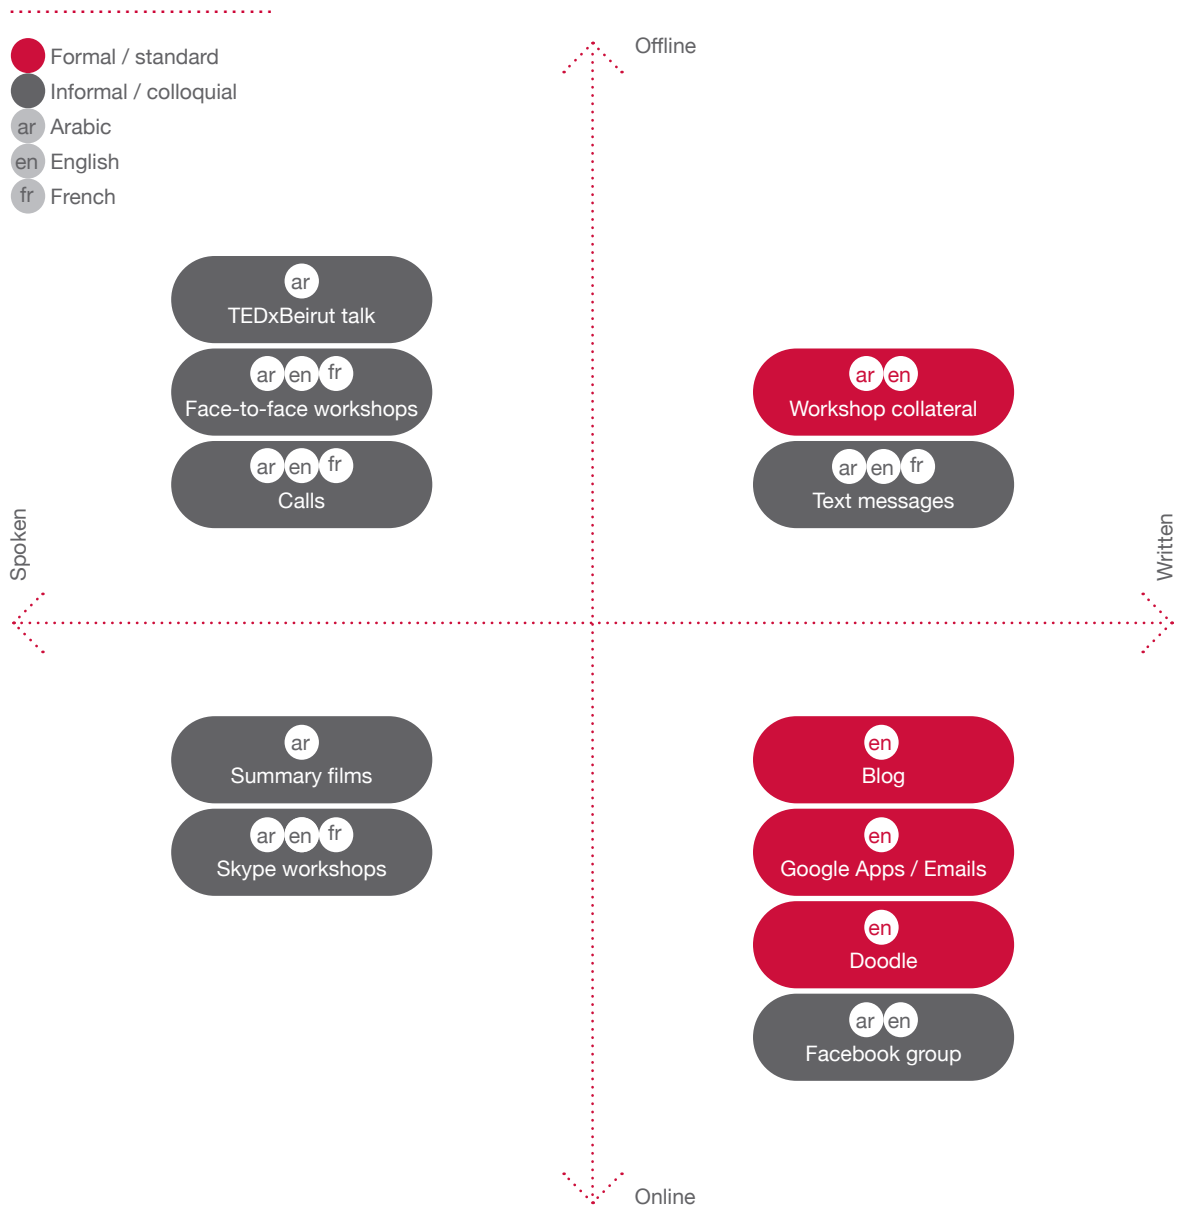 Formal / standard
Informal / colloquial
ar Arabic
en English
fr French
Offline
ar
TEDxBeirut talk
ar en fr
Face-to-face workshops
ar en fr
Calls
ar en
Workshop collateral
ar en fr
Text messages
Spoken
Written
ar
Summary films
ar en fr
Skype workshops
en
Blog
en
Google Apps / Emails
en
Doodle
ar en
Facebook group
Online